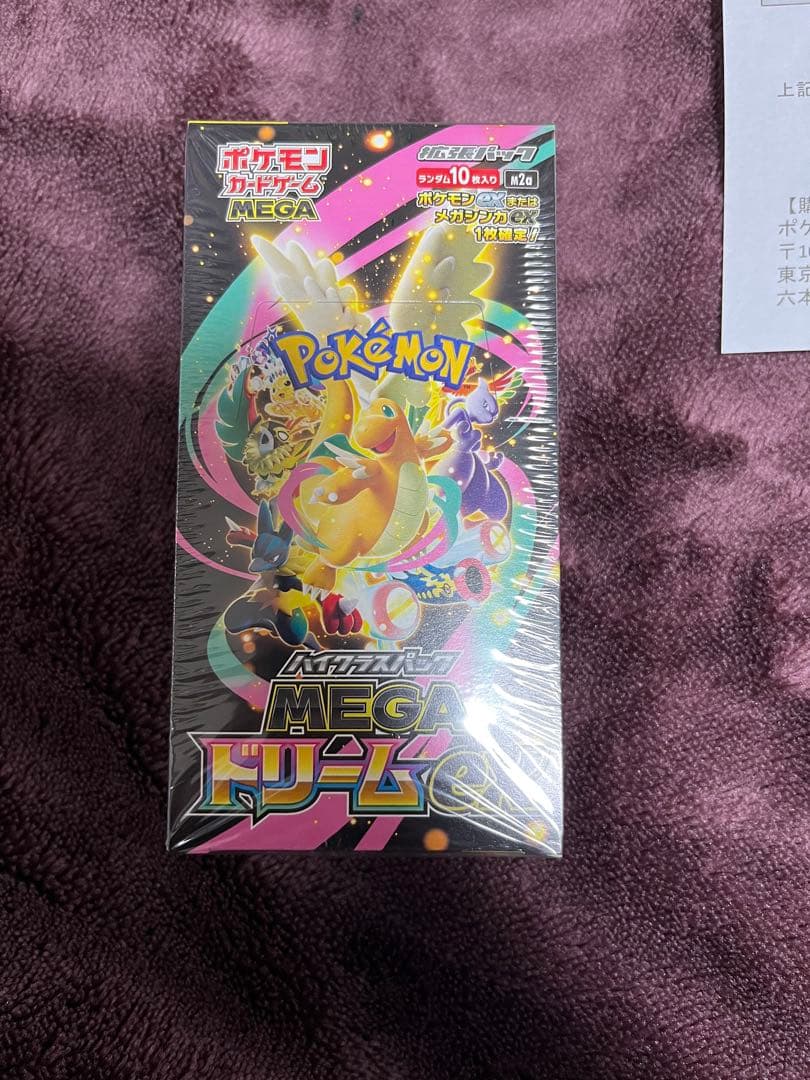 ポケモン
カードゲーム
MEGA
拡張パック
ランダム10枚入り M2a
ポケモンexまたは
メガシンカex
1枚確定!
POKéMON
TM
ハイクラスパック
MEGA
ドリームex
上記
【購
ポケ
〒1
東京
六本